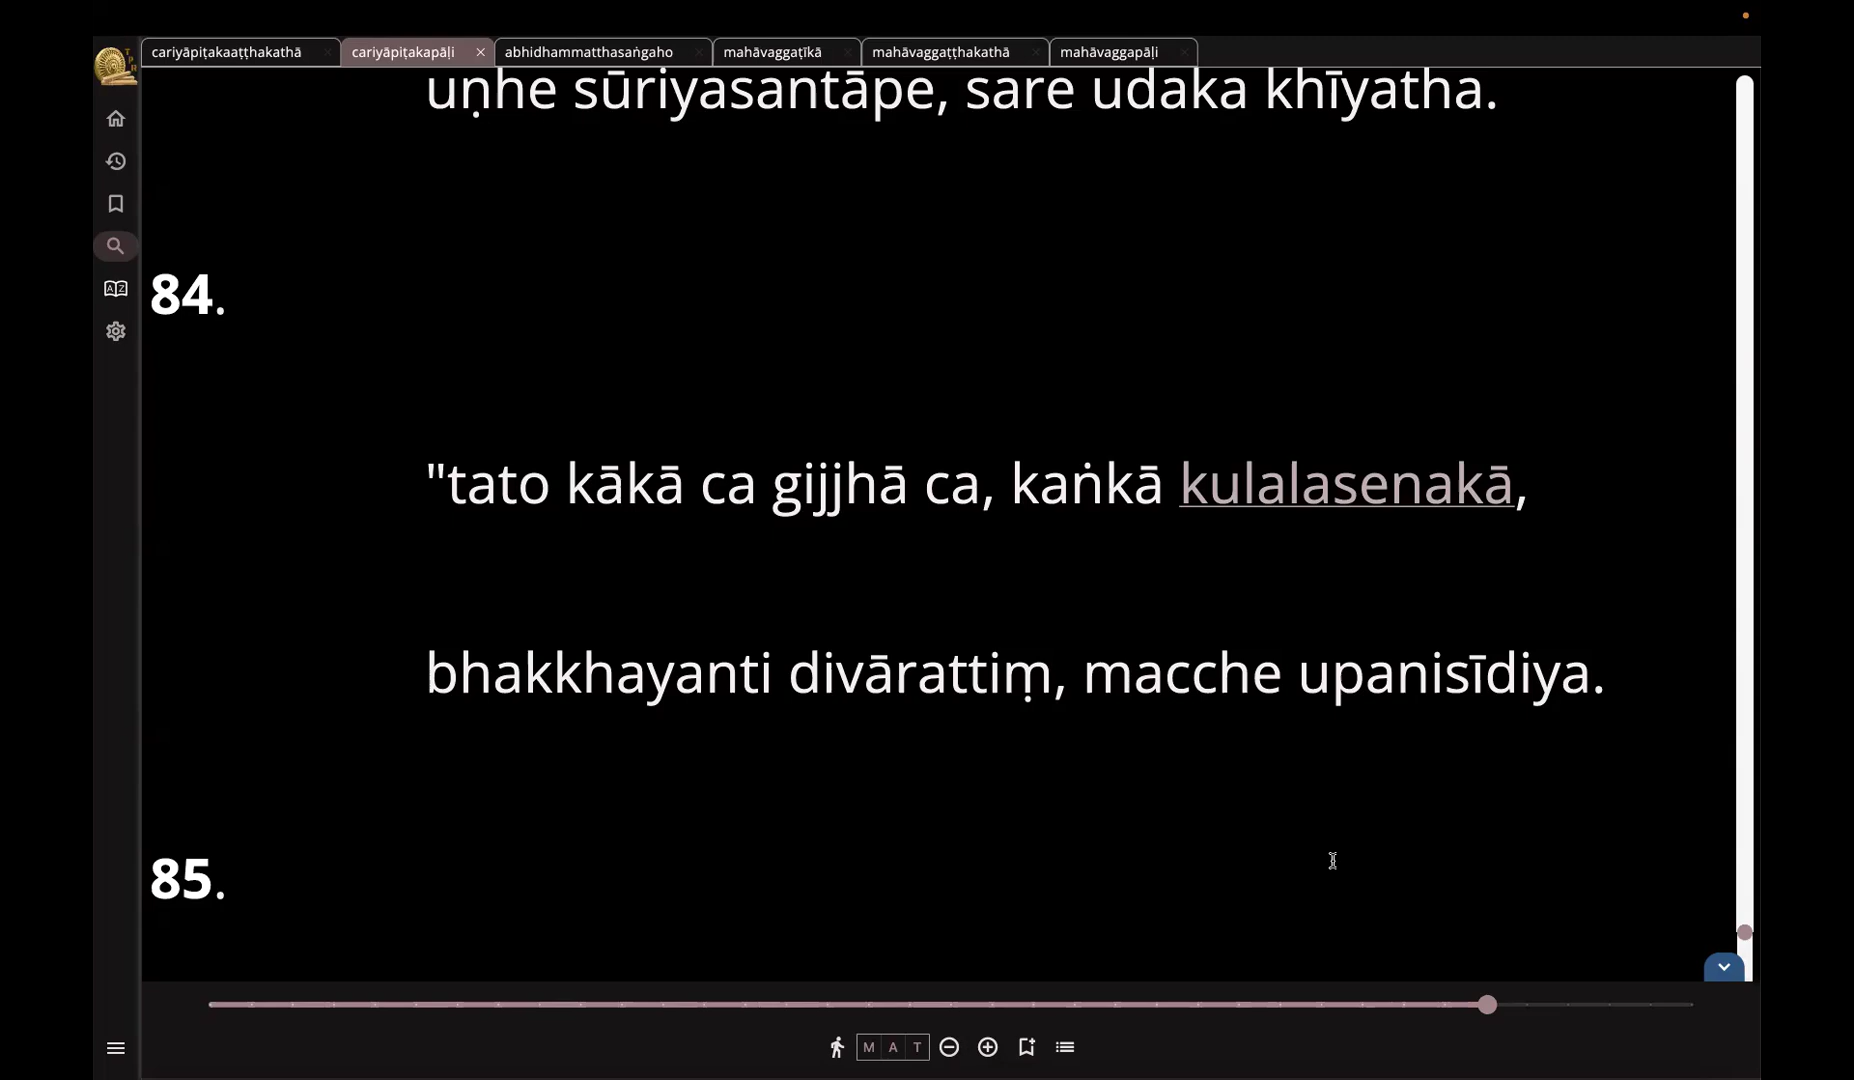 cariyāpiṭakaaṭṭhakathā
cariyāpiṭakapāḷi
abhidhammatthasaṅgaho
mahāvaggaṭīkā
mahāvaggaṭṭhakathā
mahāvaggapāḷi
T
P
R
uṇhe sūriyasantāpe, sare udaka khīyatha.
84.
"tato kākā ca gijjhā ca, kaṅkā kulalasenakā,
bhakkhayanti divārattiṃ, macche upanisīdiya.
85.
M A T